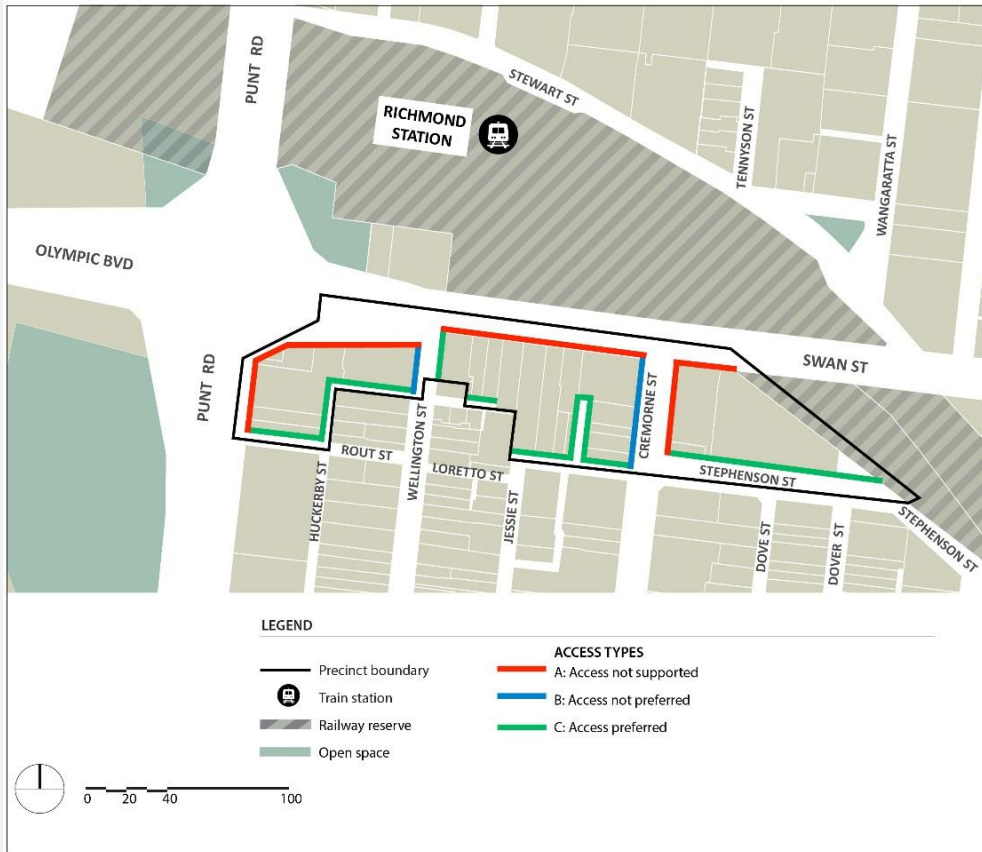 PUNT RD
STEWART ST
RICHMOND
STATION
TENNYSON ST
WANGARATTA ST
OLYMPIC BVD
SWAN ST
PUNT RD
CREMORNE ST
WELLINGTON ST
ROUT ST
LORETTO ST
STEPHENSON ST
HUCKERBY ST
JESSIE ST
DOVE ST
DOVER ST
STEPHENSON ST
LEGEND
Precinct boundary
Train station
Railway reserve
Open space
ACCESS TYPES
A: Access not supported
B: Access not preferred
C: Access preferred
0 20 40 100